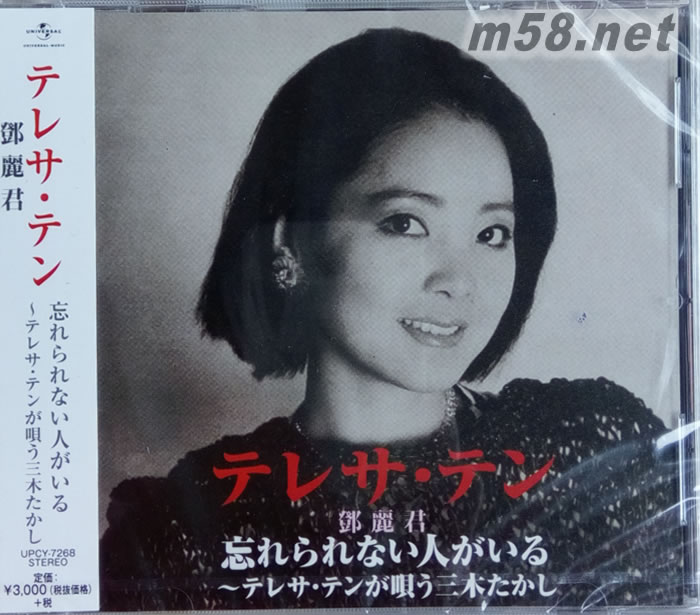 UNIVERSAL
UNIVERSAL MUSIC
テレサ・テン
鄧麗君
忘れられない人がいる
～テレサ・テンが唄う三木たかし
UPCY-7268
STEREO
定価:
¥3,000(税抜価格)
+税
m58.net
テレサ・テン
鄧麗君
忘れられない人がいる
～テレサ・テンが唄う三木たかし